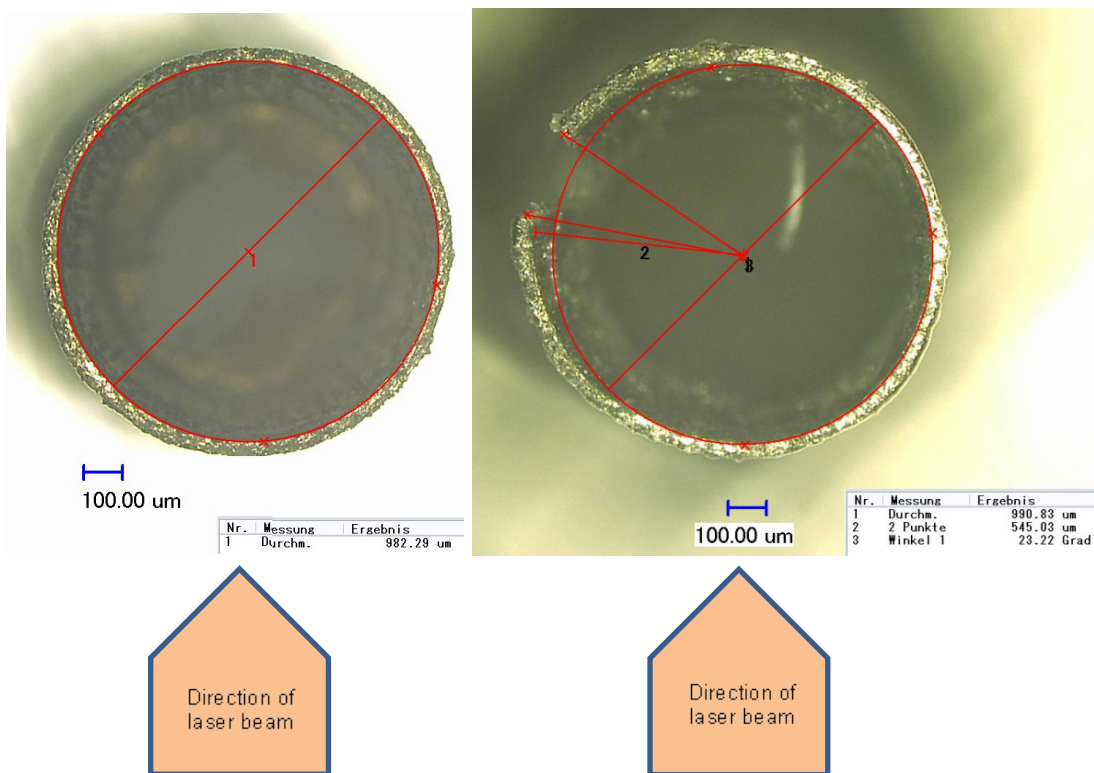 1
100.00 um
Nr. Messung Ergebnis
1 Durchm. 982.29 um
2
100.00 um
Nr. Messung Ergebnis
1 Durchm. 990.83 um
2 2 Punkte 545.03 um
3 Winkel 1 23.22 Grad
Direction of
laser beam
Direction of
laser beam